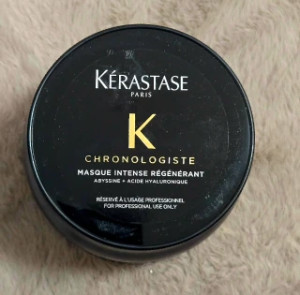 KÉRASTASE
PARIS
K
CHRONOLOGISTE
MASQUE INTENSE RÉGÉNÉRANT
ABYSSINE + ACIDE HYALURONIQUE
RÉSERVÉ À L'USAGE PROFESSIONNEL
FOR PROFESSIONAL USE ONLY